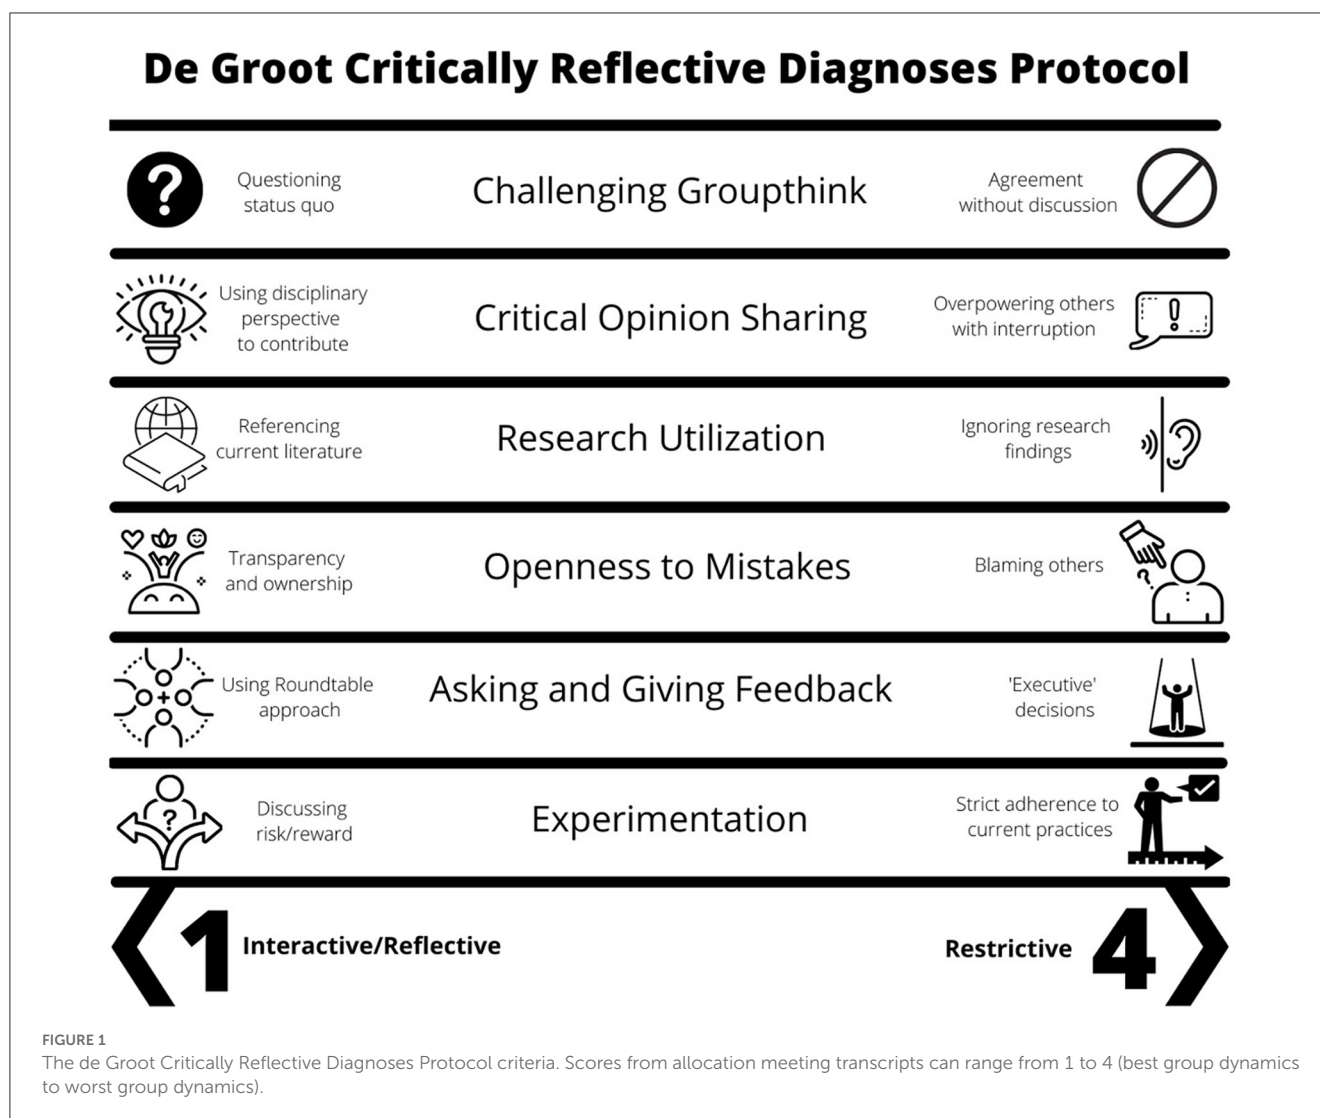 De Groot Critically Reflective Diagnoses Protocol
Questioning
status quo
Challenging Groupthink
Agreement
without discussion
Using disciplinary
perspective
to contribute
Critical Opinion Sharing
Overpowering others
with interruption
Referencing
current literature
Research Utilization
Ignoring research
findings
Transparency
and ownership
Openness to Mistakes
Blaming others
Using Roundtable
approach
Asking and Giving Feedback
'Executive'
decisions
Discussing
risk/reward
Experimentation
Strict adherence to
current practices
1 Interactive/Reflective
Restrictive 4
FIGURE 1
The de Groot Critically Reflective Diagnoses Protocol criteria. Scores from allocation meeting transcripts can range from 1 to 4 (best group dynamics
to worst group dynamics).